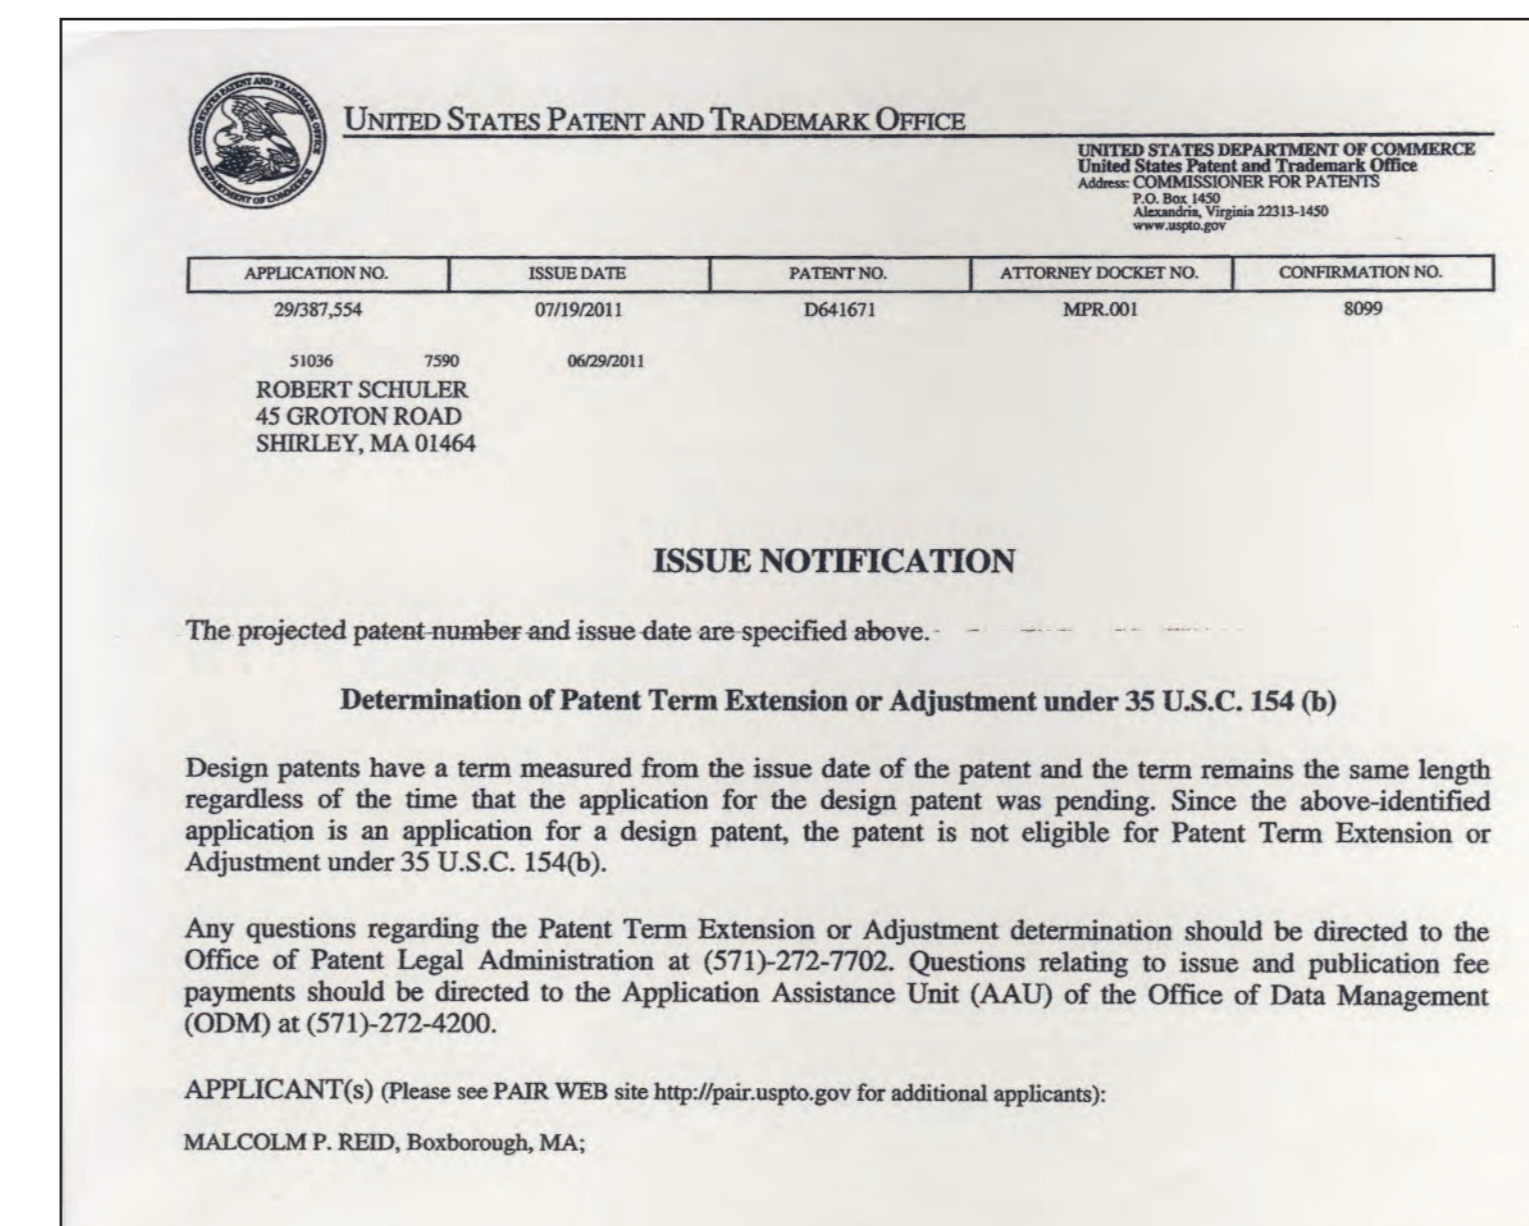 UNITED STATES PATENT AND TRADEMARK OFFICE
UNITED STATES PATENT AND TRADEMARK OFFICE
DEPARTMENT OF COMMERCE
UNITED STATES DEPARTMENT OF COMMERCE
United States Patent and Trademark Office
Address: COMMISSIONER FOR PATENTS
P.O. Box 1450
Alexandria, Virginia 22313-1450
www.uspto.gov
APPLICATION NO. ISSUE DATE PATENT NO. ATTORNEY DOCKET NO. CONFIRMATION NO.
29/387,554 07/19/2011 D641671 MPR.001 8099
51036 7590 06/29/2011
ROBERT SCHULER
45 GROTON ROAD
SHIRLEY, MA 01464
ISSUE NOTIFICATION
The projected patent number and issue date are specified above.
Determination of Patent Term Extension or Adjustment under 35 U.S.C. 154 (b)
Design patents have a term measured from the issue date of the patent and the term remains the same length
regardless of the time that the application for the design patent was pending. Since the above-identified
application is an application for a design patent, the patent is not eligible for Patent Term Extension or
Adjustment under 35 U.S.C. 154(b).
Any questions regarding the Patent Term Extension or Adjustment determination should be directed to the
Office of Patent Legal Administration at (571)-272-7702. Questions relating to issue and publication fee
payments should be directed to the Application Assistance Unit (AAU) of the Office of Data Management
(ODM) at (571)-272-4200.
APPLICANT(s) (Please see PAIR WEB site http://pair.uspto.gov for additional applicants):
MALCOLM P. REID, Boxborough, MA;